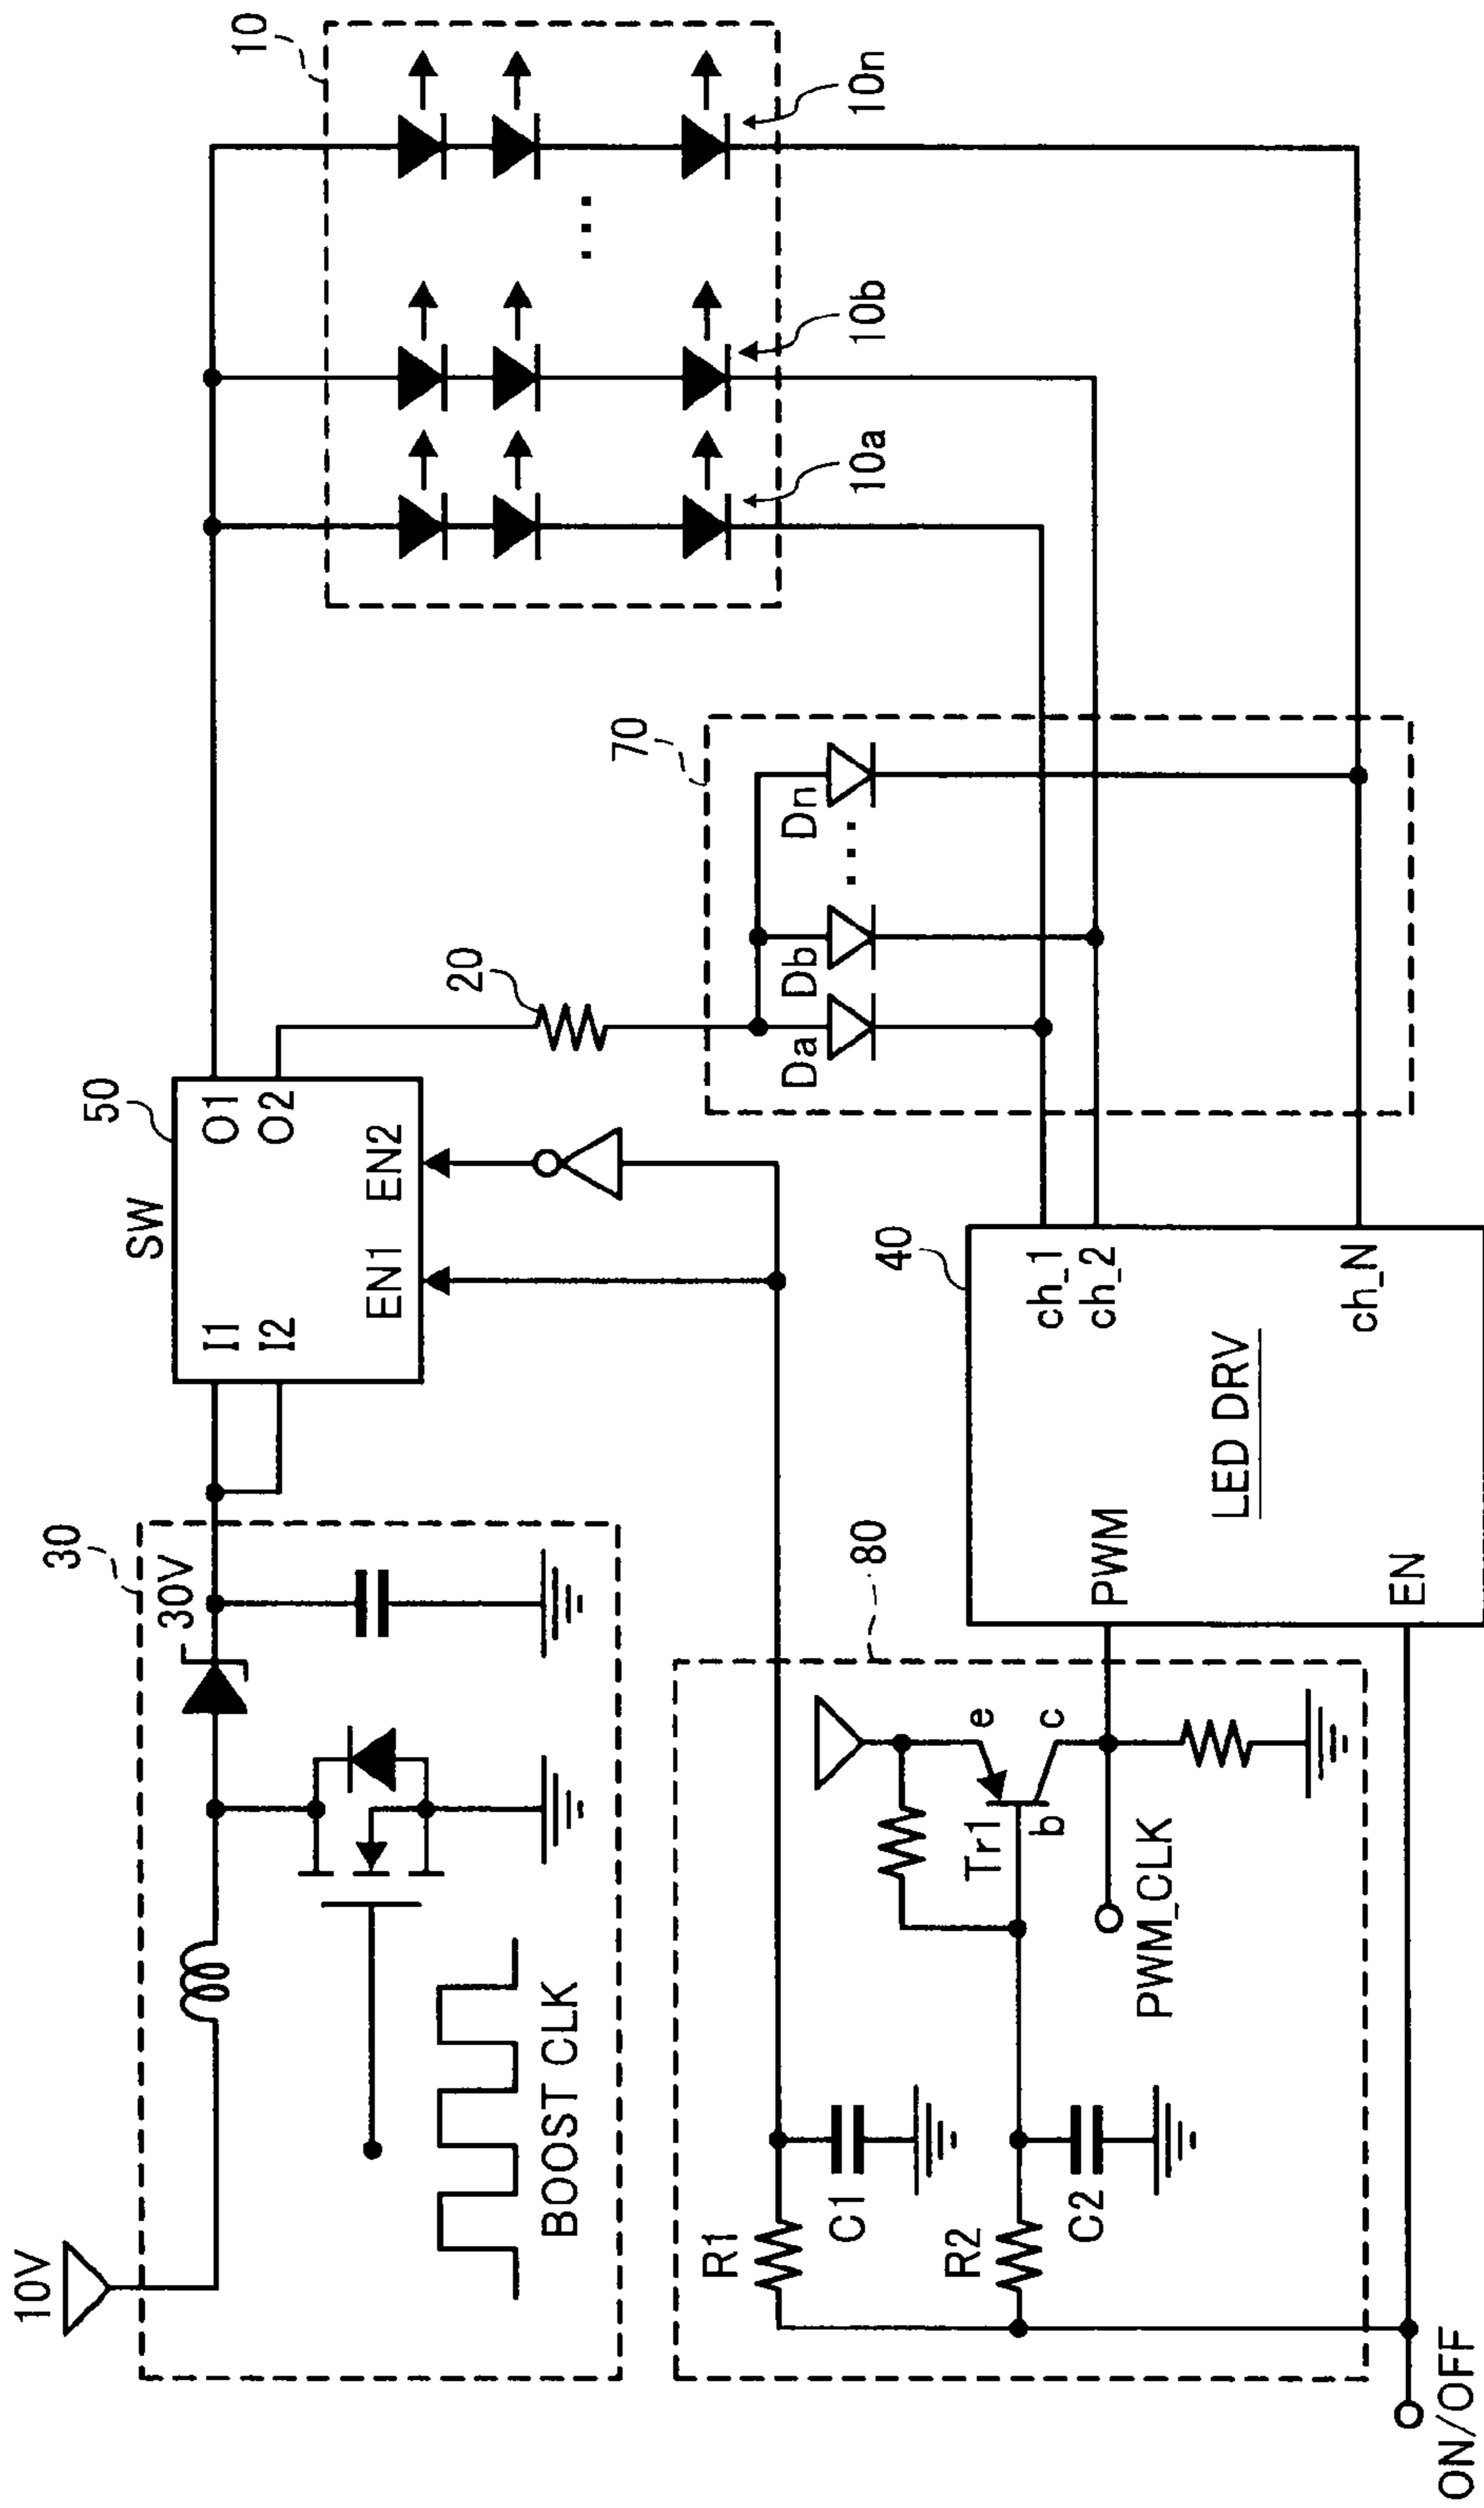 10V
30
30V
BOOST CLK
SW
50
I1
I2
O1
O2
EN1
EN2
20
10
10a
10b
10n
70
Da
Db
Dn
80
R1
C1
R2
C2
Tr1
e
b
c
PWM_CLK
ON/OFF
40
PWM
EN
LED DRV
ch_1
ch_2
ch_N